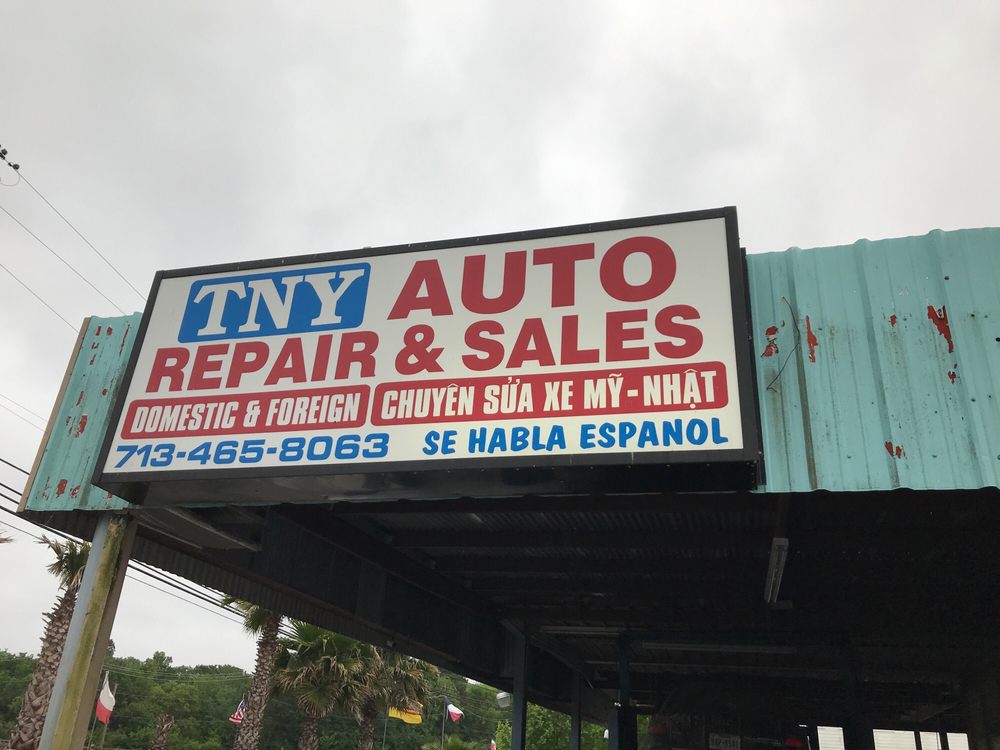 TNY AUTO
REPAIR & SALES
DOMESTIC & FOREIGN CHUYÊN SỬA XE MỸ-NHẬT
713-465-8063 SE HABLA ESPANOL